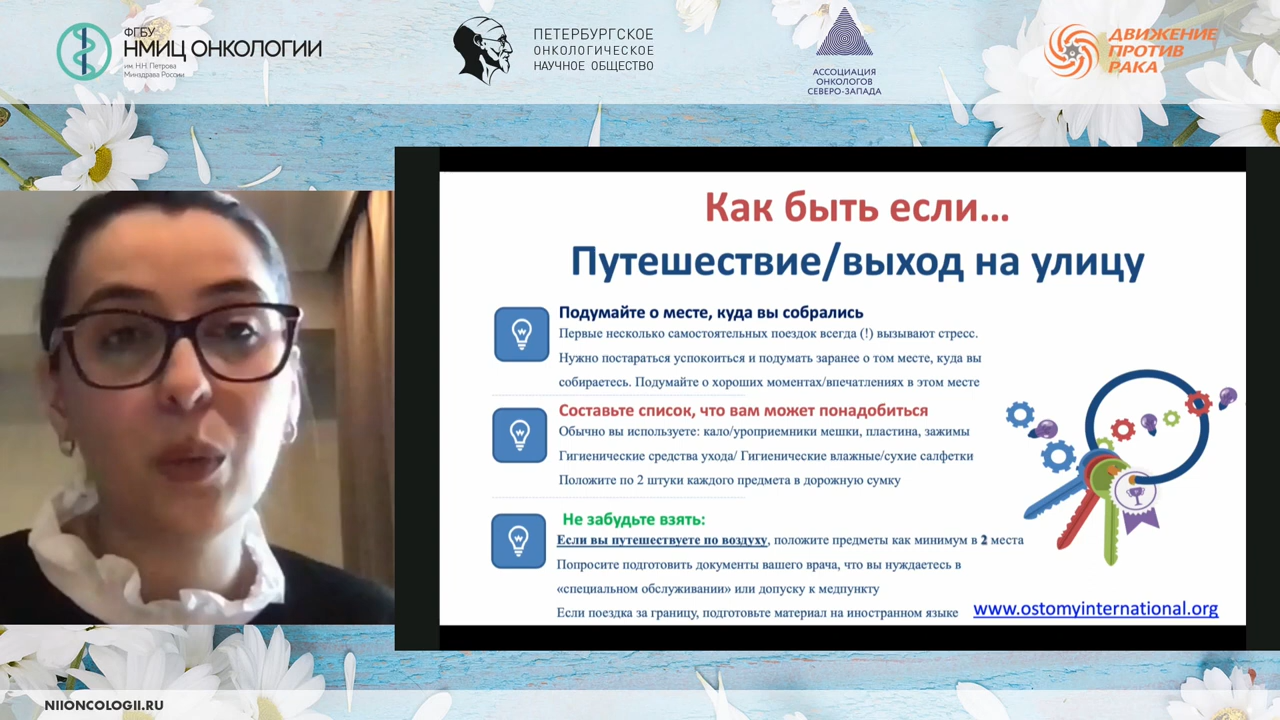 ФГБУ
НМИЦ ОНКОЛОГИИ
им. Н.Н. Петрова
Минздрава России
ПЕТЕРБУРГСКОЕ
ОНКОЛОГИЧЕСКОЕ
НАУЧНОЕ ОБЩЕСТВО
АССОЦИАЦИЯ
ОНКОЛОГОВ
СЕВЕРО-ЗАПАДА
ДВИЖЕНИЕ
ПРОТИВ
РАКА
Как быть если...
Путешествие/выход на улицу
Подумайте о месте, куда вы собрались
Первые несколько самостоятельных поездок всегда (!) вызывают стресс.
Нужно постараться успокоиться и подумать заранее о том месте, куда вы
собираетесь. Подумайте о хороших моментах/впечатлениях в этом месте
Составьте список, что вам может понадобиться
Обычно вы используете: кало/уроприемники мешки, пластина, зажимы
Гигиенические средства ухода/ Гигиенические влажные/сухие салфетки
Положите по 2 штуки каждого предмета в дорожную сумку
Не забудьте взять:
Если вы путешествуете по воздуху, положите предметы как минимум в 2 места
Попросите подготовить документы вашего врача, что вы нуждаетесь в
«специальном обслуживании» или допуску к медпункту
Если поездка за границу, подготовьте материал на иностранном языке
www.ostomyinternational.org
NIIONCOLOGII.RU